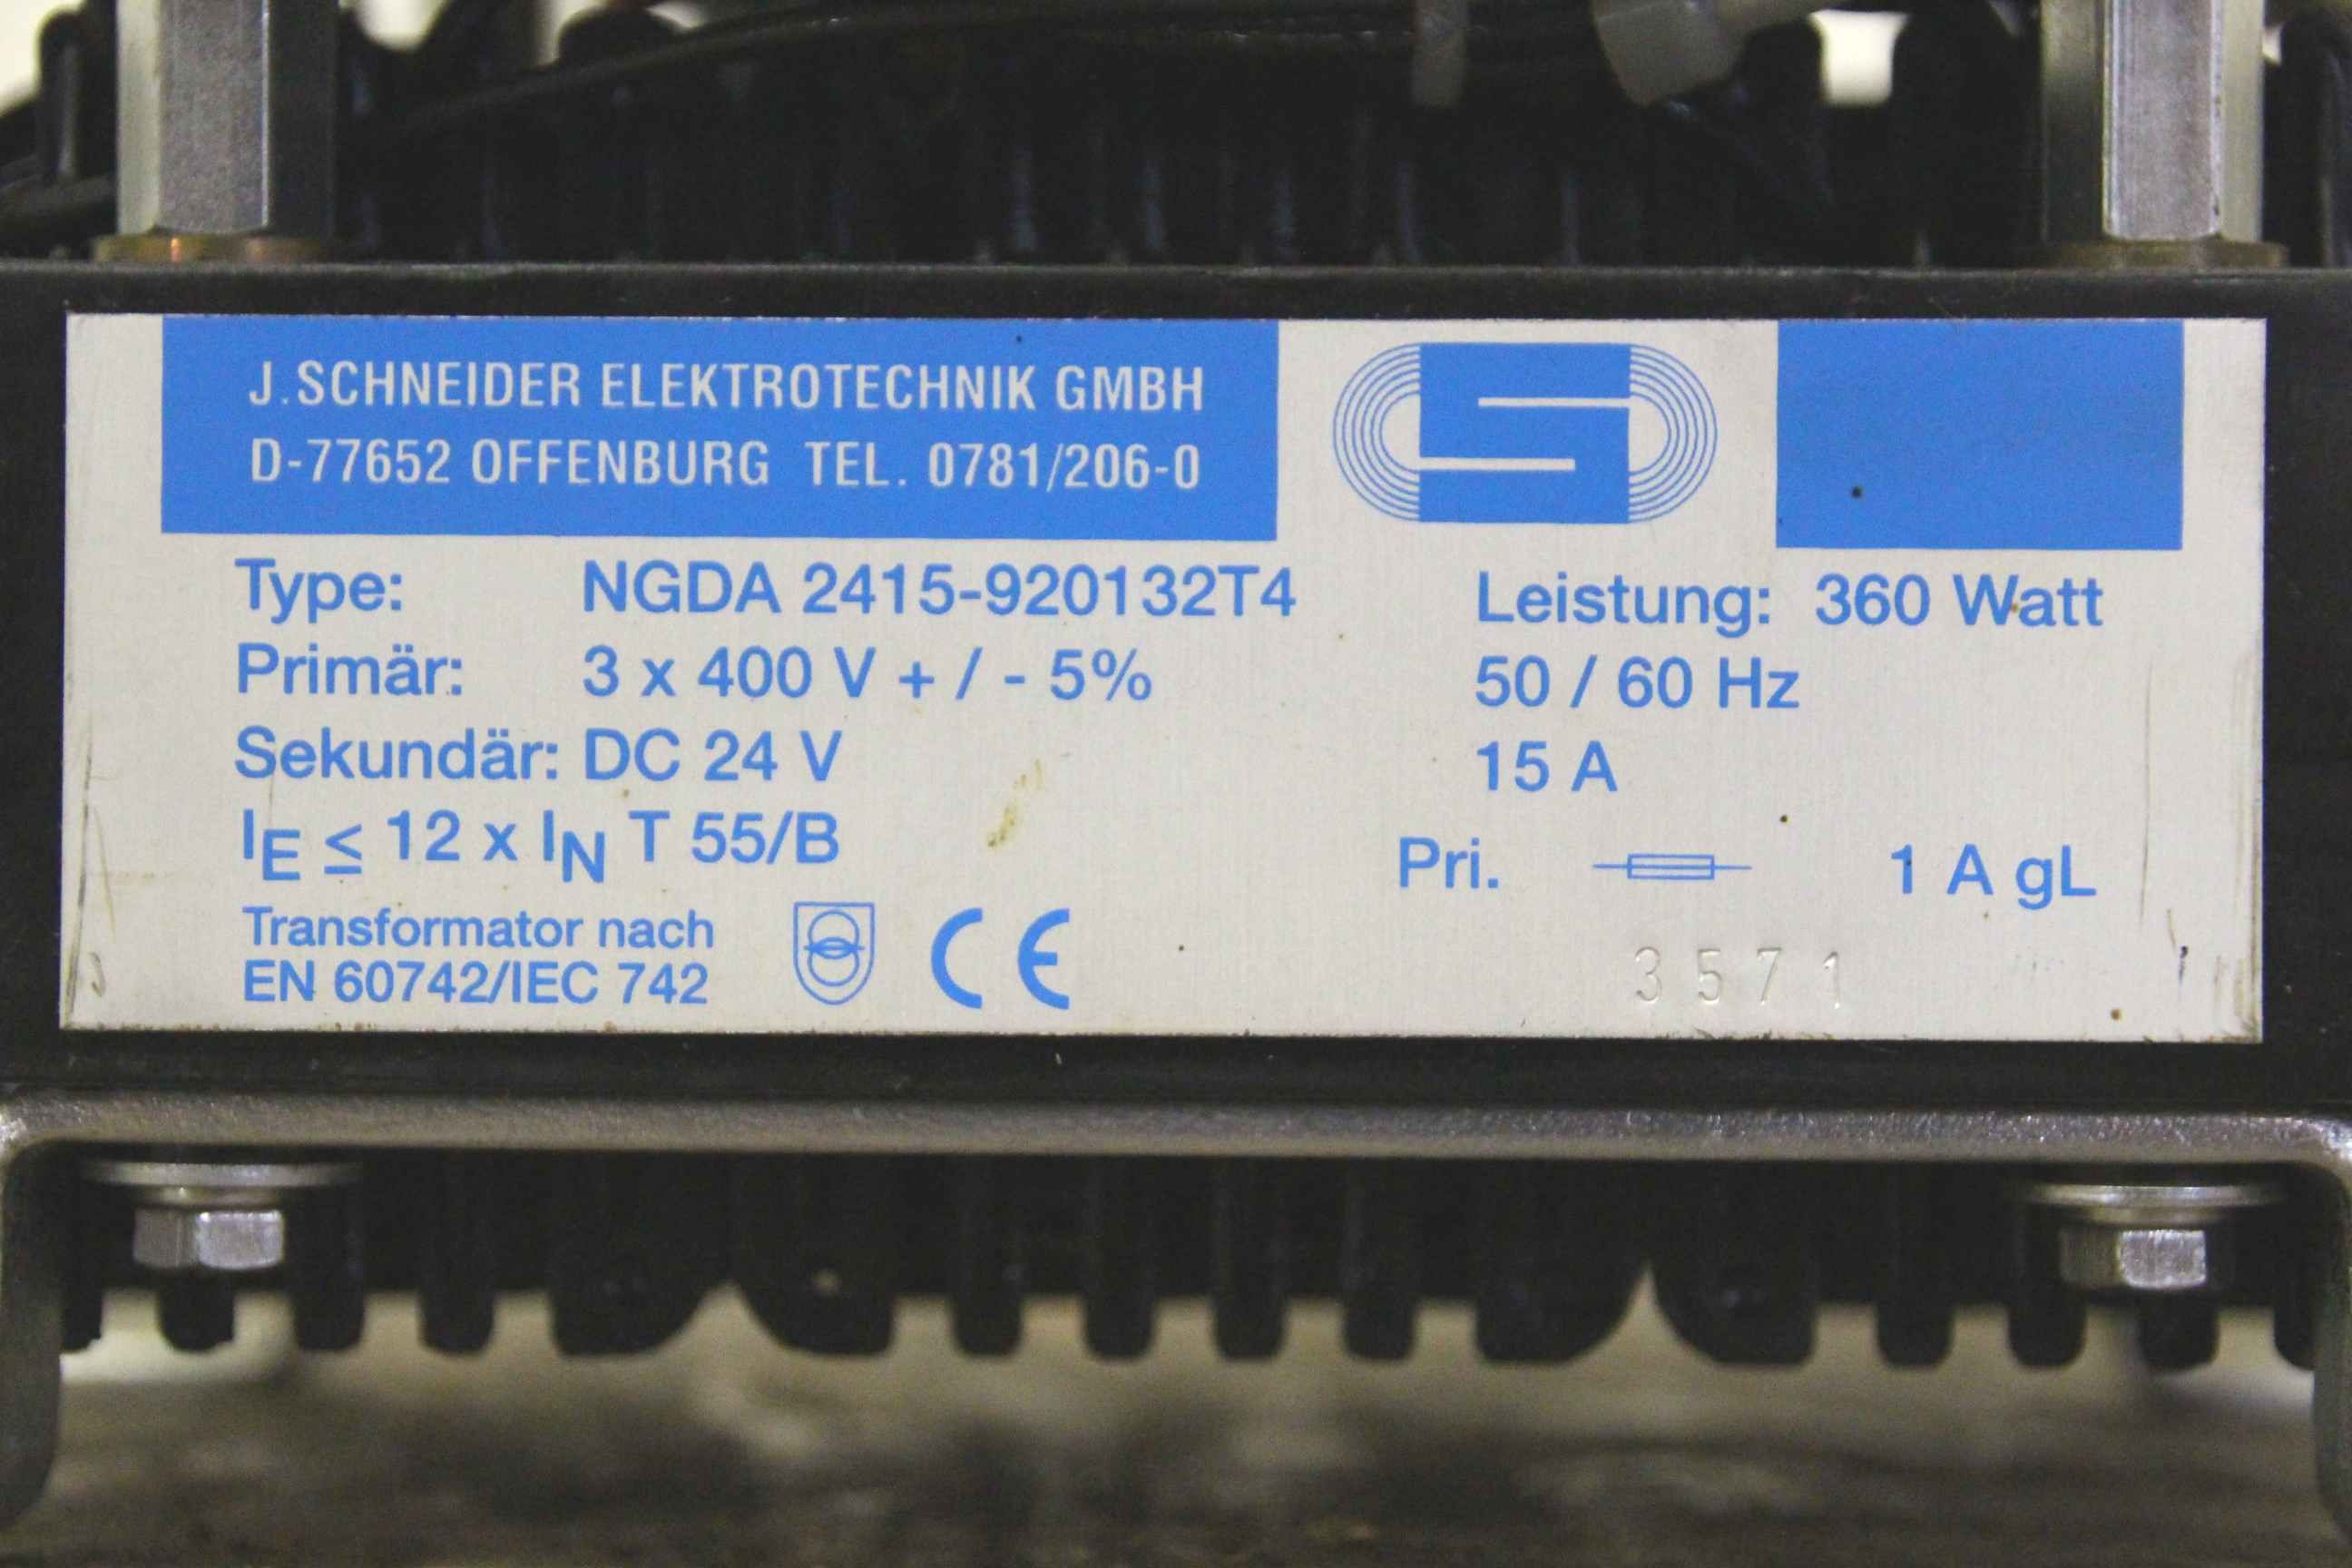 J.SCHNEIDER ELEKTROTECHNIK GMBH
D-77652 OFFENBURG TEL. 0781/206-0
S
Type: NGDA 2415-920132T4 Leistung: 360 Watt
Primär: 3 x 400 V + / - 5% 50 / 60 Hz
Sekundär: DC 24 V 15 A
IE ≤ 12 x IN T 55/B Pri. 1 A gL
Transformator nach
EN 60742/IEC 742 CE 3571